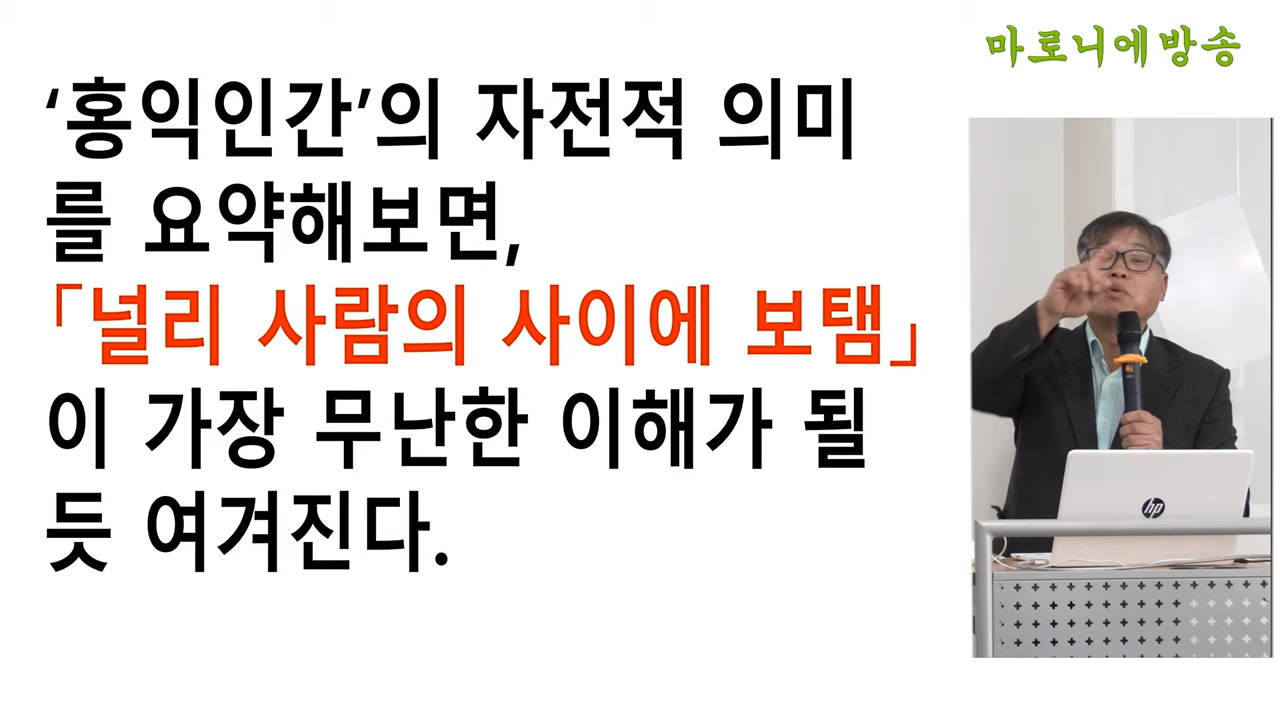 마로니에방송
‘홍익인간’의 자전적 의미
를 요약해보면,
「널리 사람의 사이에 보탬」
이 가장 무난한 이해가 될
듯 여겨진다.
hp